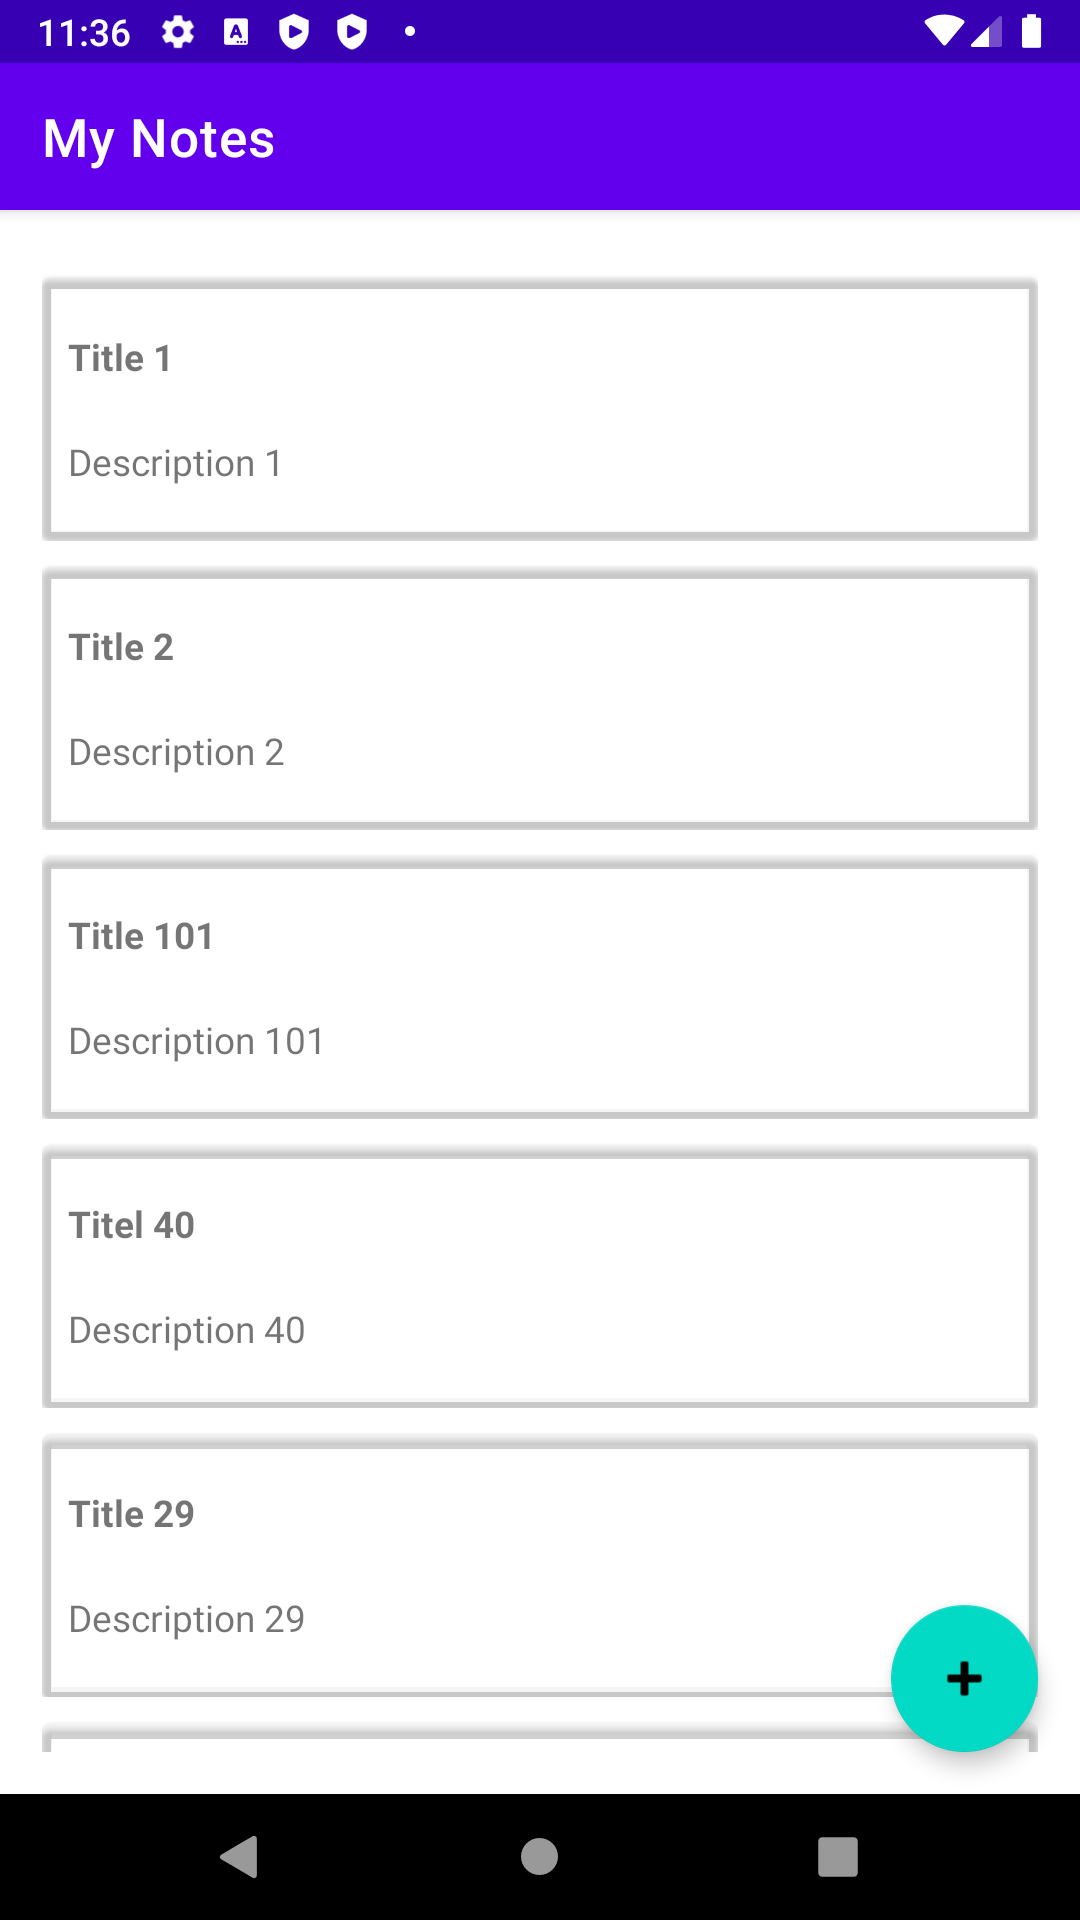 11:36
My Notes
Title 1
Description 1
Title 2
Description 2
Title 101
Description 101
Titel 40
Description 40
Title 29
Description 29